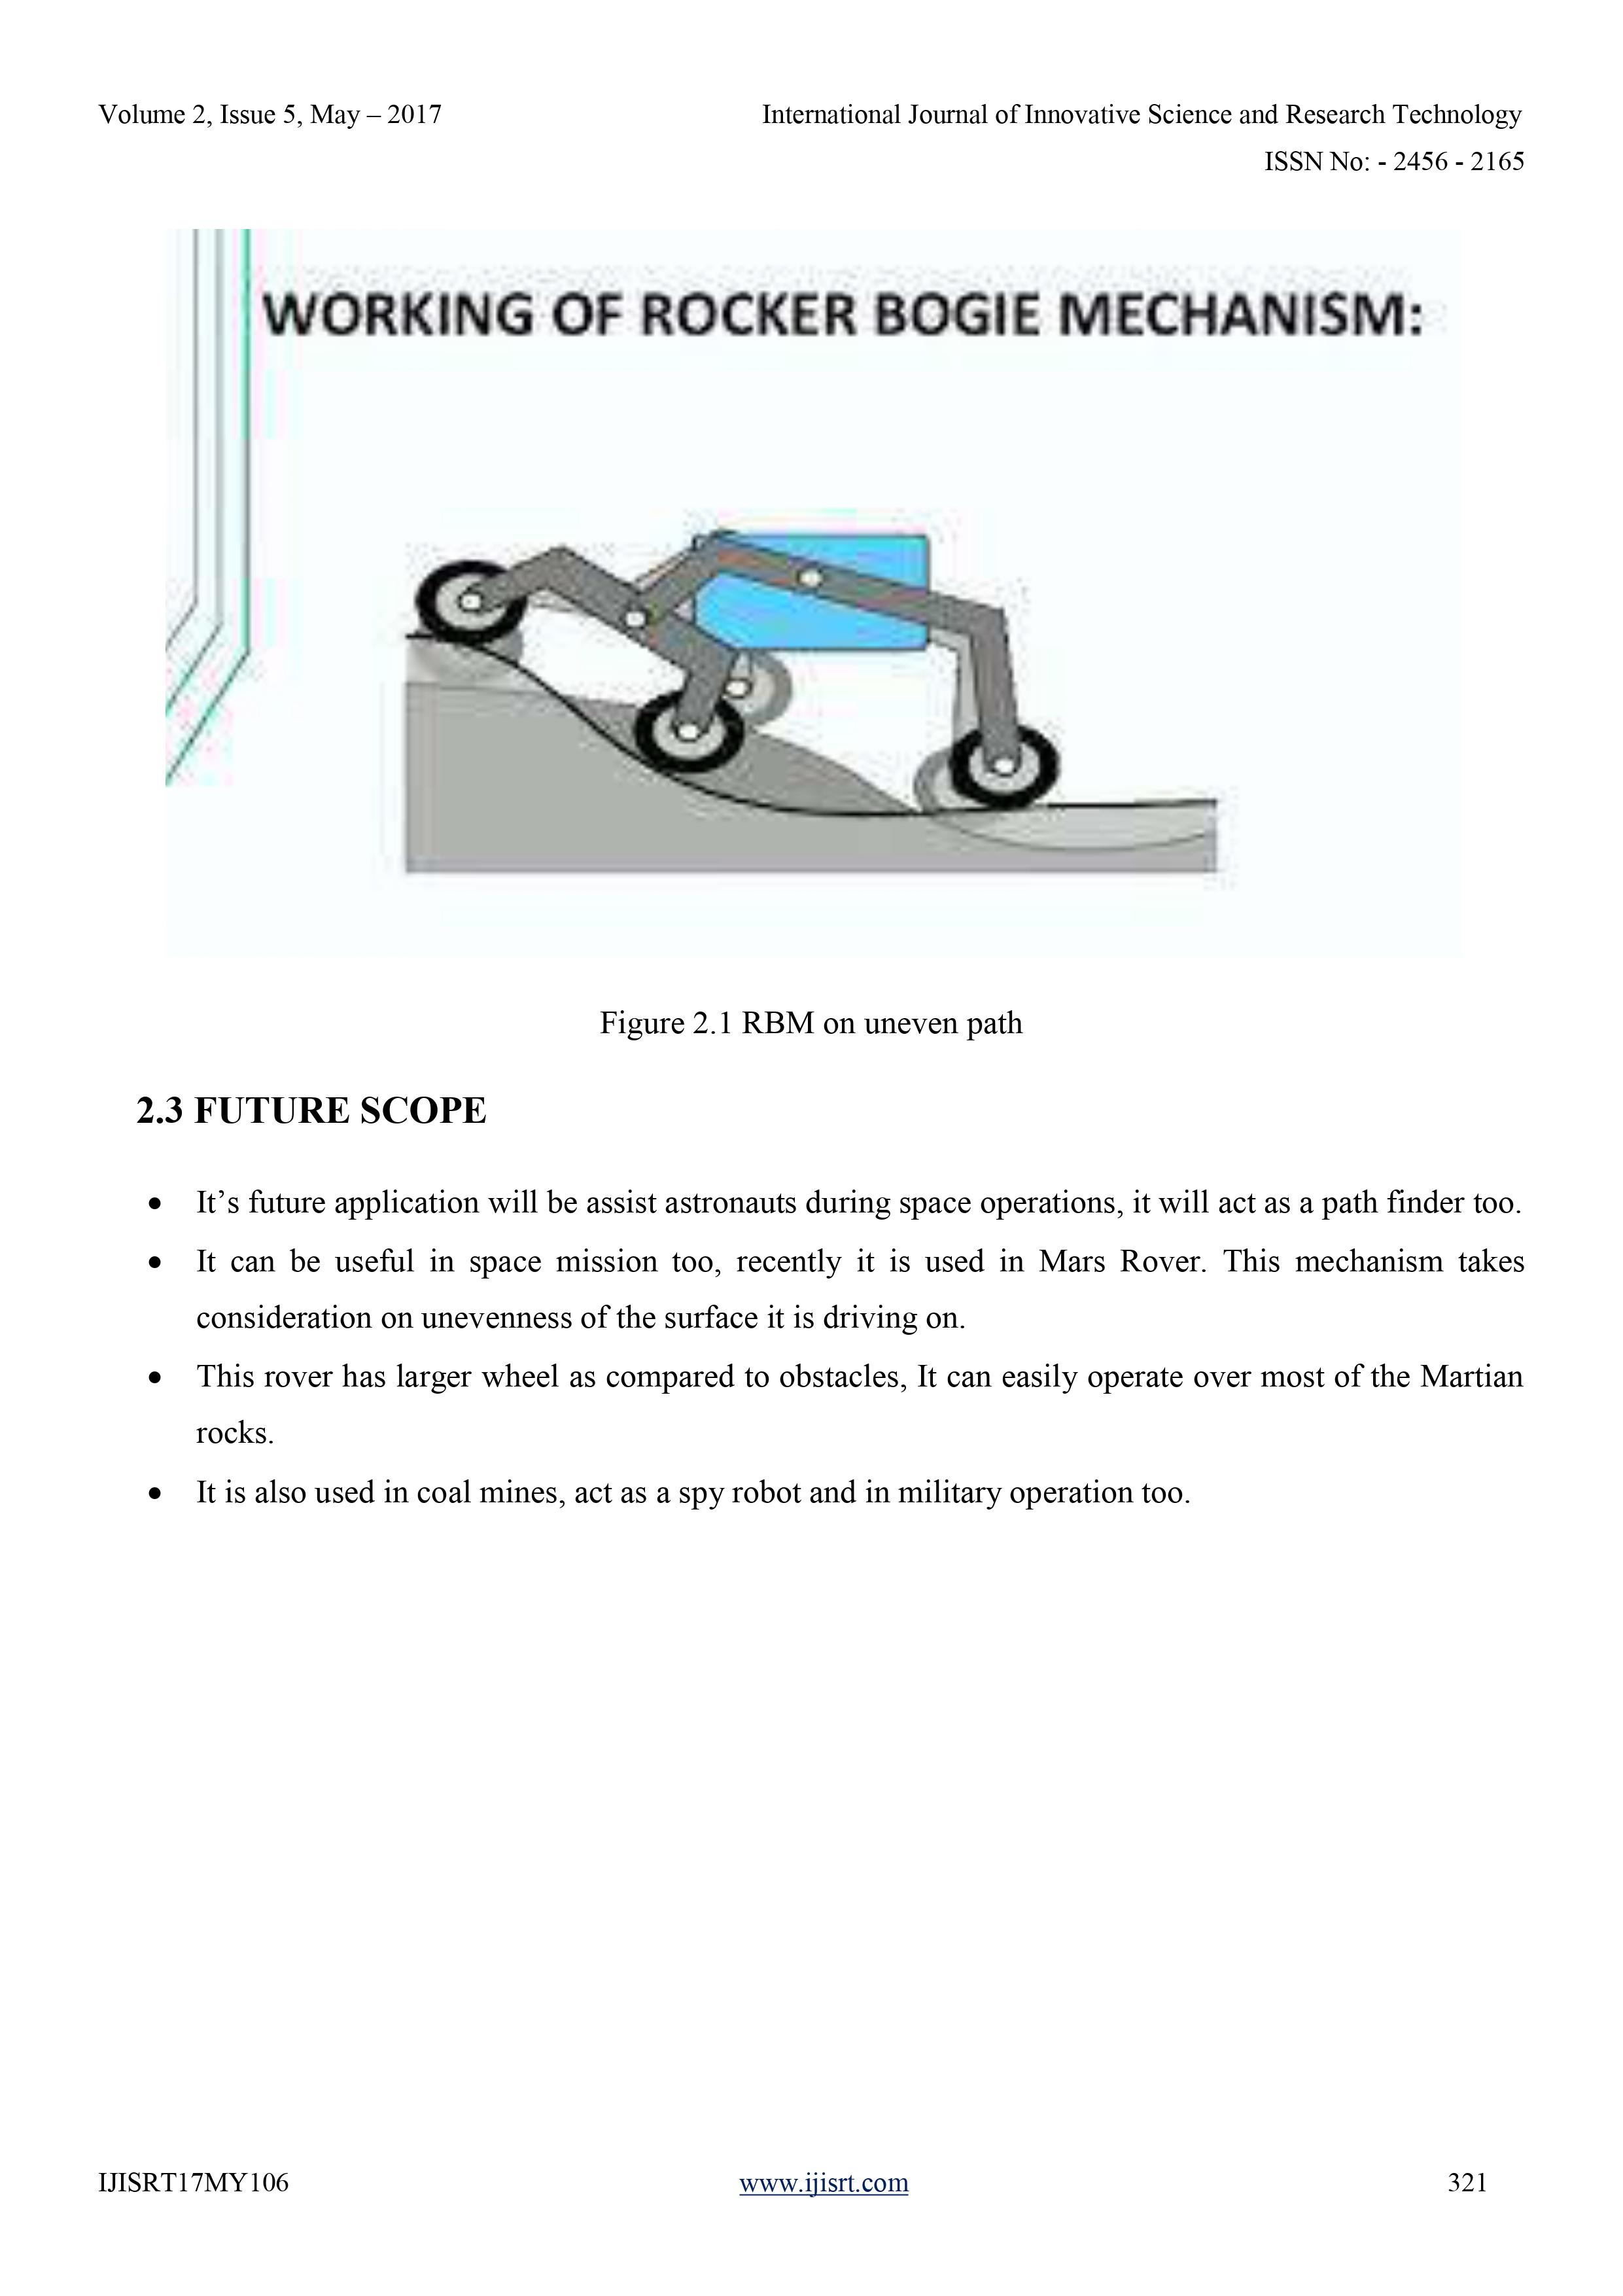 Volume 2, Issue 5, May – 2017 International Journal of Innovative Science and Research Technology
ISSN No: - 2456 - 2165
WORKING OF ROCKER BOGIE MECHANISM:
Figure 2.1 RBM on uneven path
2.3 FUTURE SCOPE
• It’s future application will be assist astronauts during space operations, it will act as a path finder too.
• It can be useful in space mission too, recently it is used in Mars Rover. This mechanism takes
consideration on unevenness of the surface it is driving on.
• This rover has larger wheel as compared to obstacles, It can easily operate over most of the Martian
rocks.
• It is also used in coal mines, act as a spy robot and in military operation too.
IJISRT17MY106 www.ijisrt.com 321